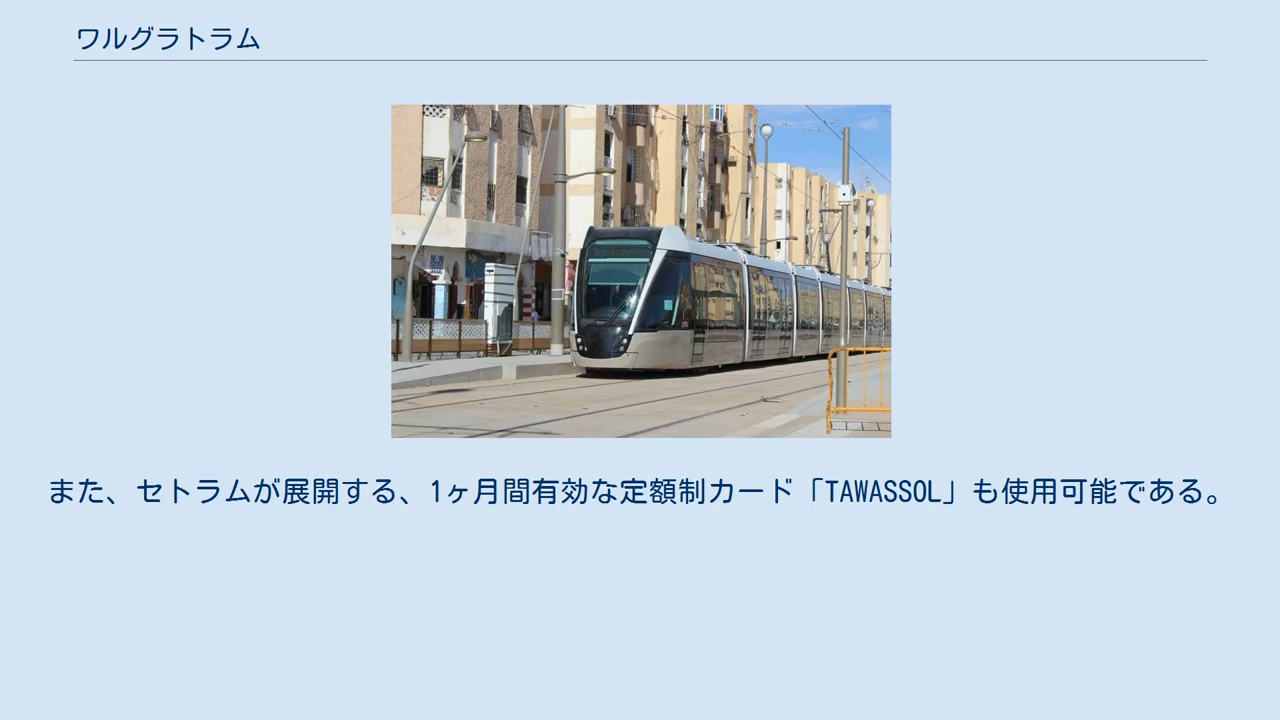 ワルグラトラム
また、セトラムが展開する、1ヶ月間有効な定額制カード「TAWASSOL」も使用可能である。